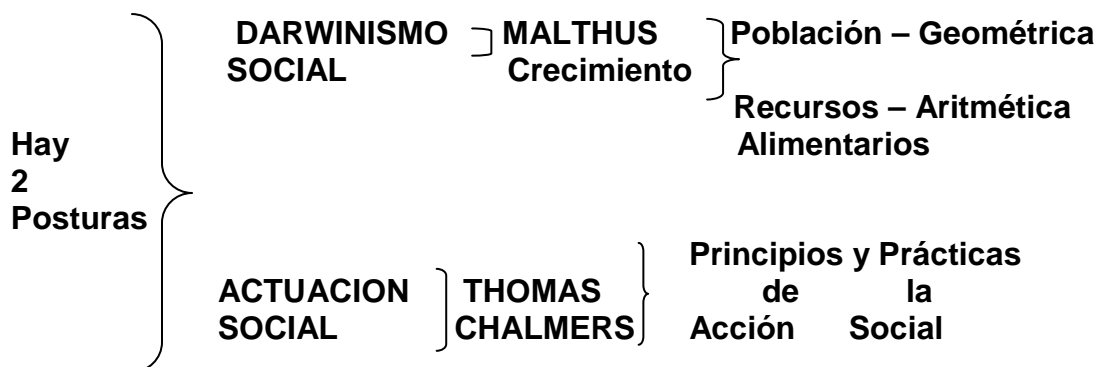 Hay
2
Posturas
DARWINISMO
SOCIAL
MALTHUS
Crecimiento
Población – Geométrica
Recursos – Aritmética
Alimentarios
ACTUACION
SOCIAL
THOMAS
CHALMERS
Principios y Prácticas
de la
Acción Social